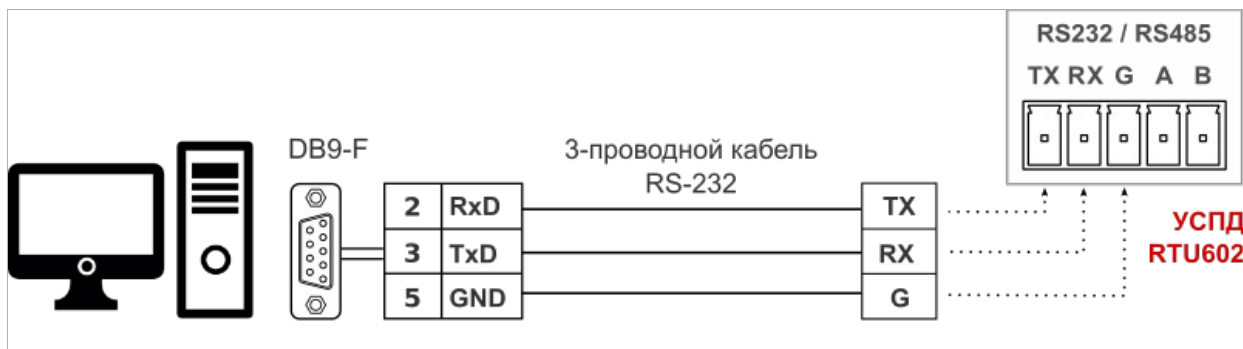 RS232 / RS485
TX RX G A B
DB9-F
3-проводной кабель
RS-232
2 RxD TX
3 TxD RX
5 GND G
УСПД
RTU602